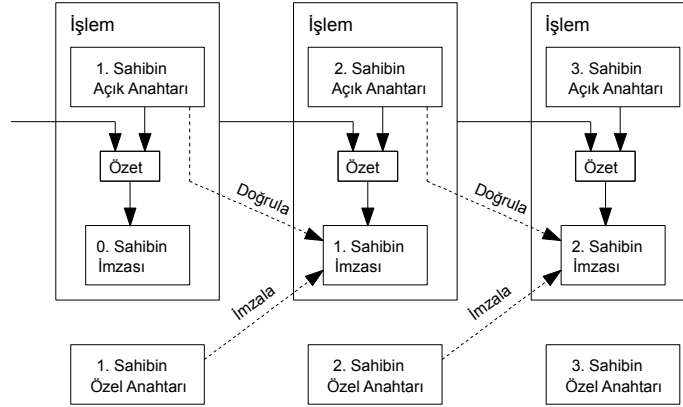 İşlem
1. Sahibin
Açık Anahtarı
Özet
0. Sahibin
İmzası
İşlem
2. Sahibin
Açık Anahtarı
Özet
Doğrula
1. Sahibin
İmzası
İmzala
İşlem
3. Sahibin
Açık Anahtarı
Özet
Doğrula
2. Sahibin
İmzası
İmzala
1. Sahibin
Özel Anahtarı
2. Sahibin
Özel Anahtarı
3. Sahibin
Özel Anahtarı